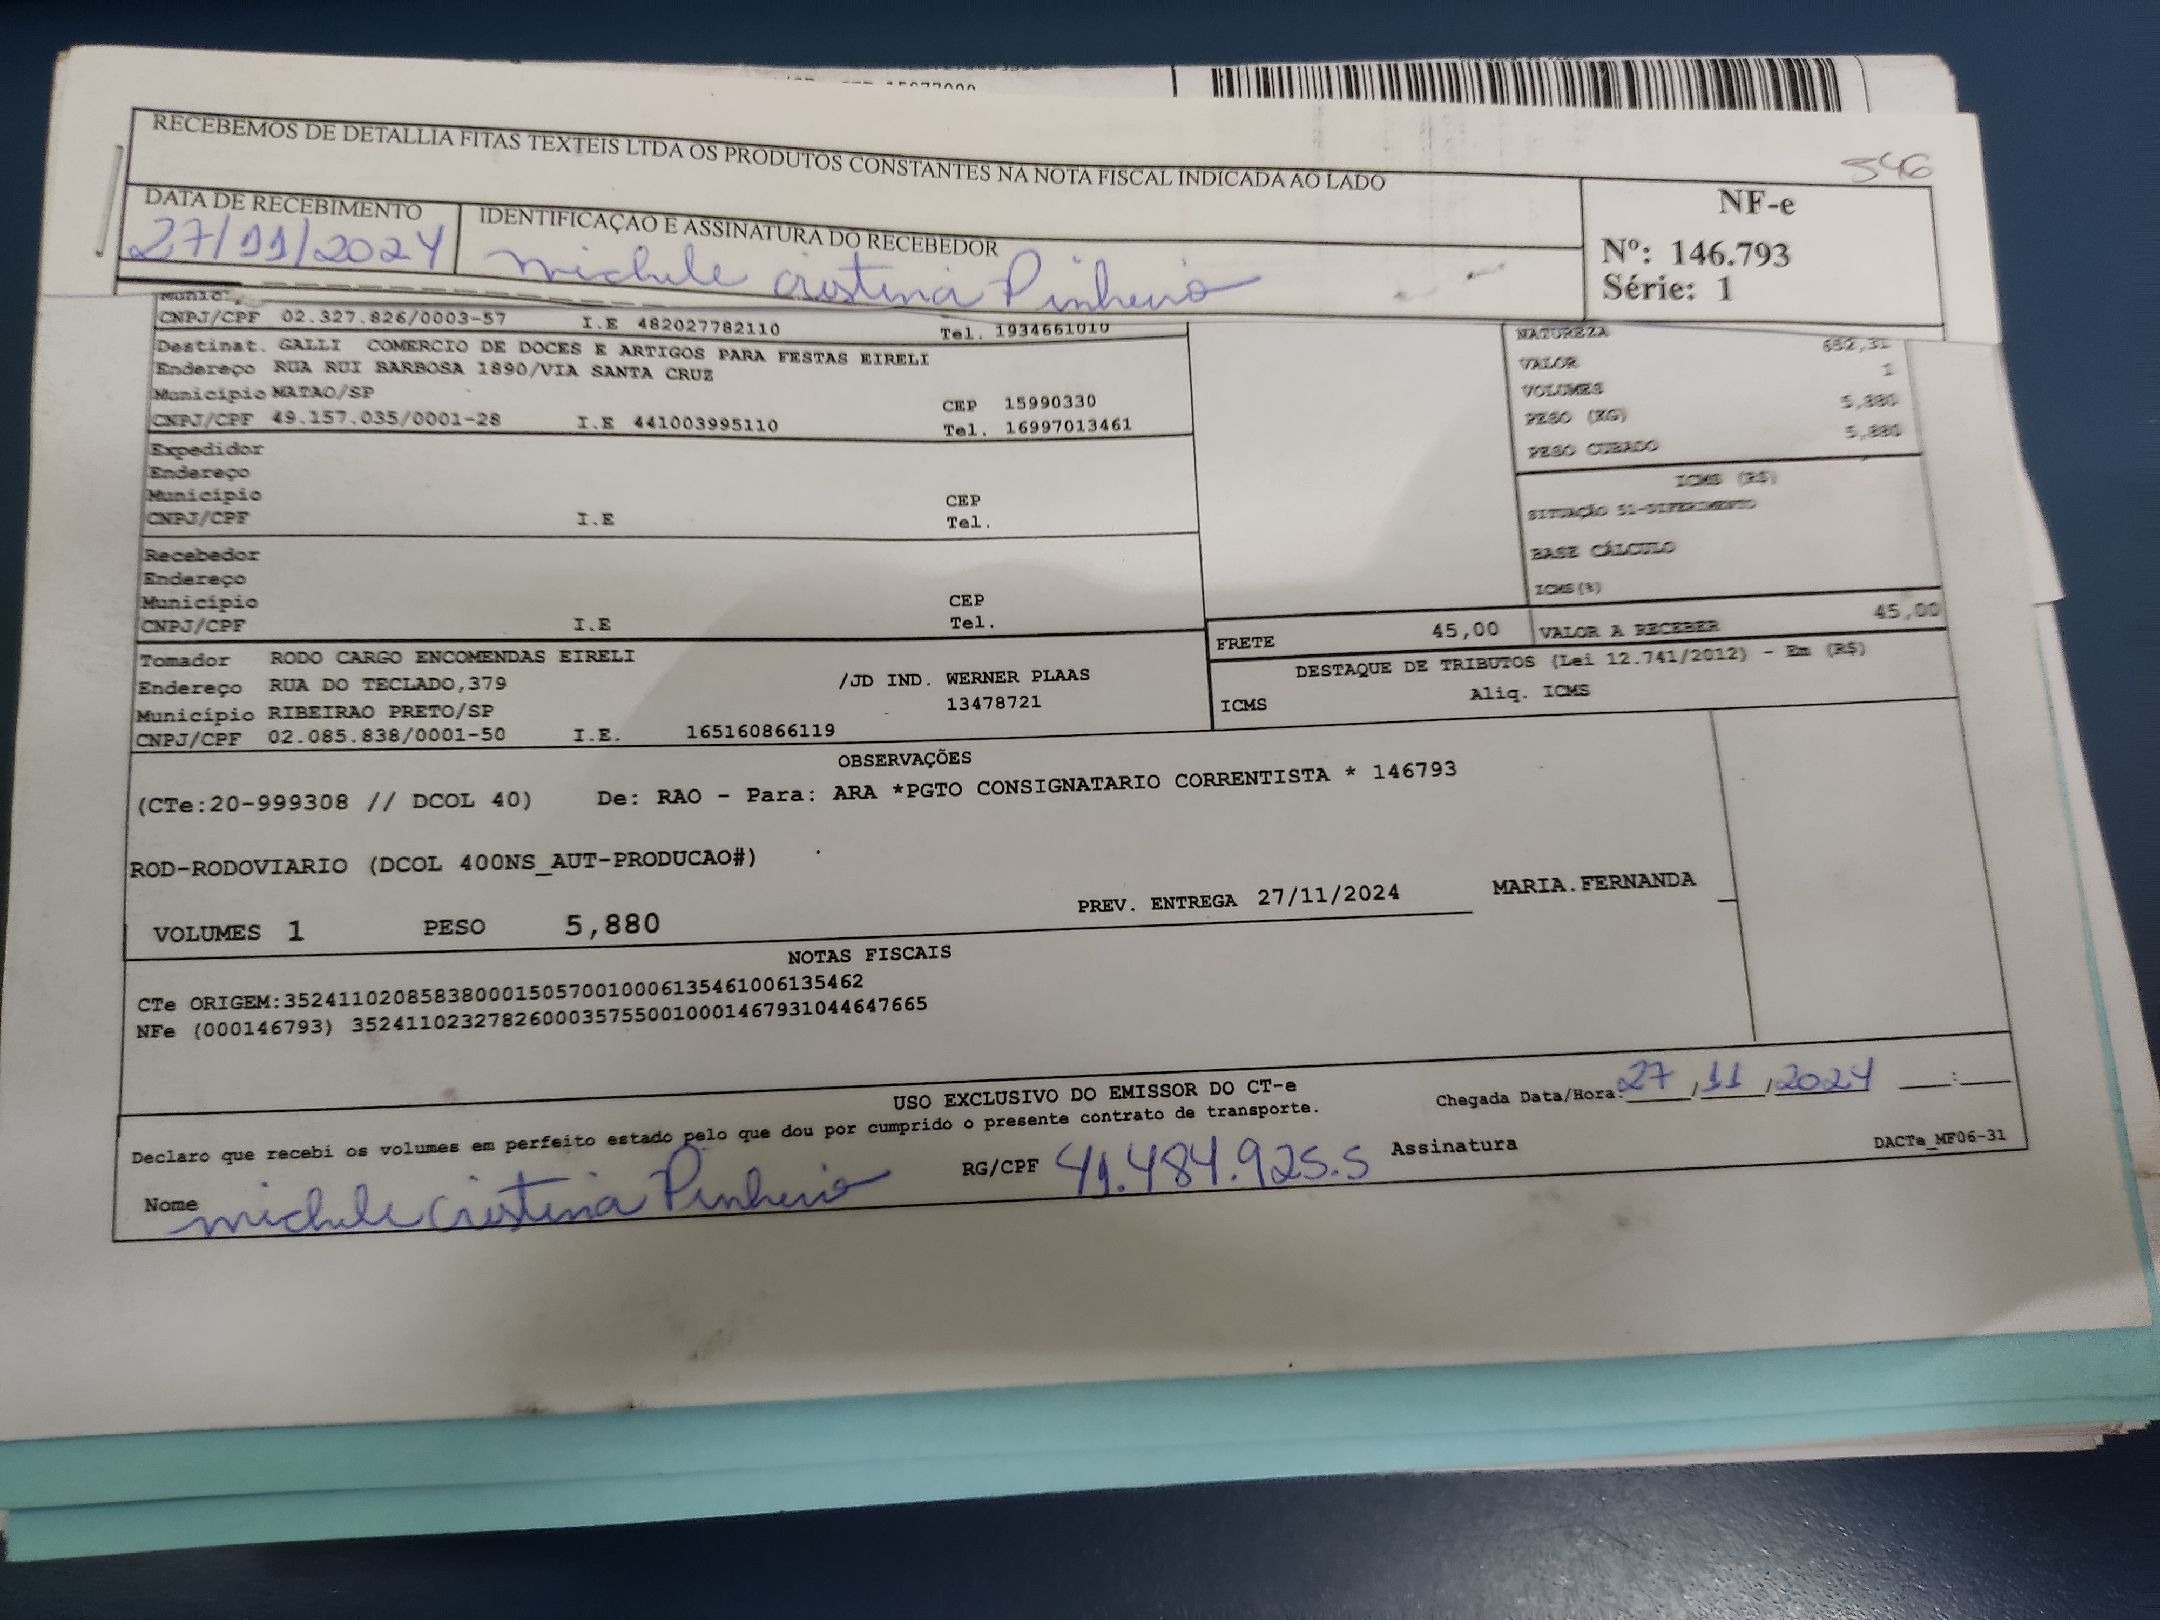 RECEBEMOS DE DETALLIA FITAS TEXTEIS LTDA OS PRODUTOS CONSTANTES NA NOTA FISCAL INDICADA AO LADO
546
DATA DE RECEBIMENTO
27/11/2024
IDENTIFICAÇÃO E ASSINATURA DO RECEBEDOR
michele cristina Pinheiro
NF-e
Nº: 146.793
Série: 1
CNPJ/CPF 02.327.826/0003-57 I.E 482027782110 Tel. 1934661010
Destinat. GALLI COMERCIO DE DOCES E ARTIGOS PARA FESTAS EIRELI
Endereço RUA RUI BARBOSA 1890/VIA SANTA CRUZ
Município MATAO/SP CEP 15990330
CNPJ/CPF 49.157.035/0001-28 I.E 441003995110 Tel. 16997013461
Expedidor
Endereço
Município CEP
CNPJ/CPF I.E Tel.
Recebedor
Endereço
Município CEP
CNPJ/CPF I.E Tel.
Tomador RODO CARGO ENCOMENDAS EIRELI
Endereço RUA DO TECLADO,379 /JD IND. WERNER PLAAS
Município RIBEIRAO PRETO/SP 13478721
CNPJ/CPF 02.085.838/0001-50 I.E. 165160866119
NATUREZA
VALOR 652,31
VOLUMES 1
PESO (KG) 5,880
PESO CUBADO 5,880
ICMS (R$)
SITUAÇÃO 51-DIFERIMENTO
BASE CÁLCULO
ICMS(%)
FRETE 45,00 VALOR A RECEBER 45,00
DESTAQUE DE TRIBUTOS (Lei 12.741/2012) - Em (R$)
ICMS Aliq. ICMS
OBSERVAÇÕES
(CTe:20-999308 // DCOL 40) De: RAO - Para: ARA *PGTO CONSIGNATARIO CORRENTISTA * 146793
ROD-RODOVIARIO (DCOL 400NS_AUT-PRODUCAO#)
VOLUMES 1 PESO 5,880 PREV. ENTREGA 27/11/2024 MARIA.FERNANDA
NOTAS FISCAIS
CTe ORIGEM:35241102085838000150570010006135461006135462
NFe (000146793) 35241102327826000357550010001467931044647665
USO EXCLUSIVO DO EMISSOR DO CT-e
Declaro que recebi os volumes em perfeito estado pelo que dou por cumprido o presente contrato de transporte.
Chegada Data/Hora: 27/11/2024 __:__
Nome michele cristina Pinheiro RG/CPF 41.484.925.5 Assinatura
DACTe_MF06-31